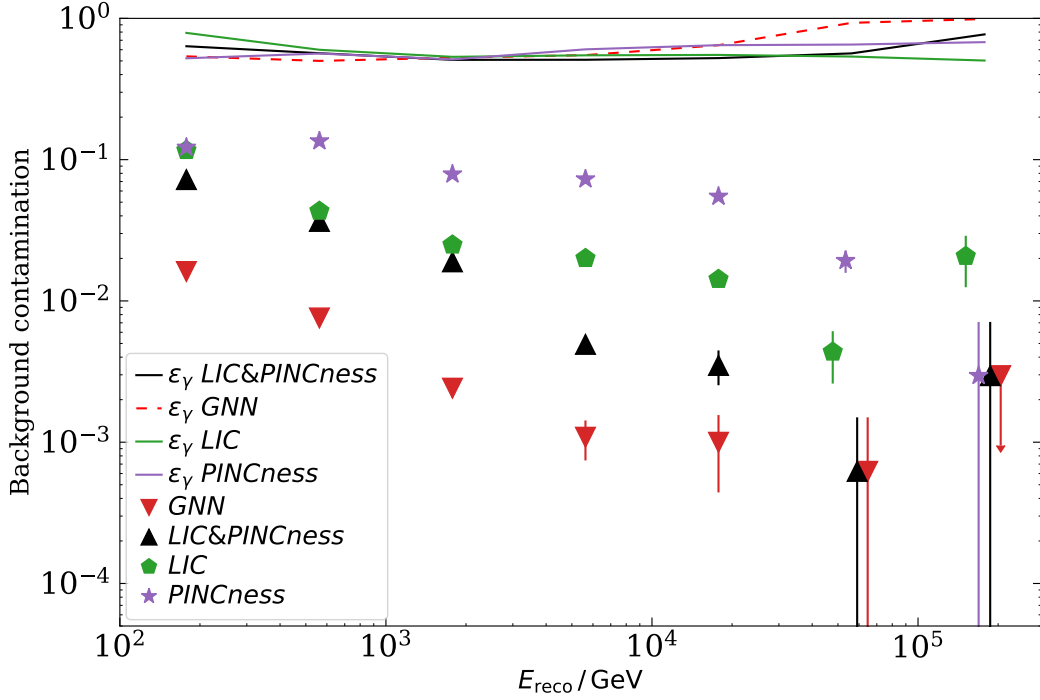 10⁰
10⁻¹
10⁻²
10⁻³
10⁻⁴
Background contamination
ε_γ LIC&PINCness
ε_γ GNN
ε_γ LIC
ε_γ PINCness
GNN
LIC&PINCness
LIC
PINCness
10² 10³ 10⁴ 10⁵
E_reco / GeV